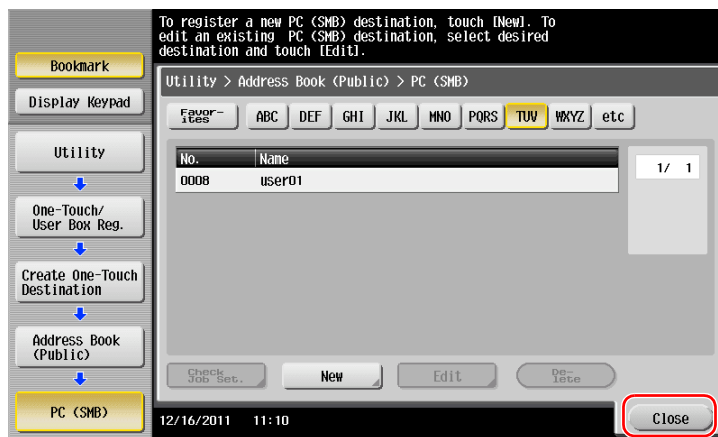 To register a new PC (SMB) destination, touch [New]. To
edit an existing  PC (SMB) destination, select desired
destination and touch [Edit].
Bookmark
Display Keypad
Utility
One-Touch/
User Box Reg.
Create One-Touch
Destination
Address Book
(Public)
PC (SMB)
Utility > Address Book (Public) > PC (SMB)
Favor-
ites
ABC
DEF
GHI
JKL
MNO
PQRS
TUV
WXYZ
etc
No. Name
0008 user01
1/ 1
Check
Job Set.
New
Edit
De-
lete
12/16/2011 11:10
Close